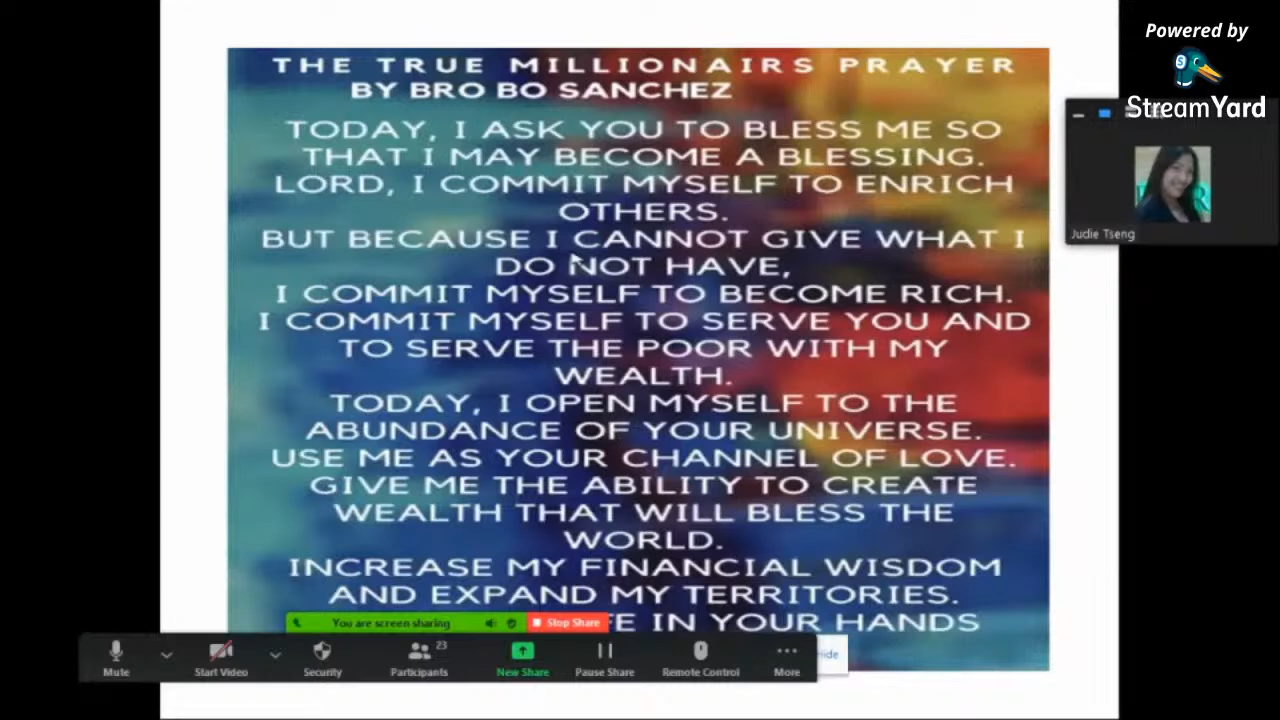 THE TRUE MILLIONAIRS PRAYER
BY BRO BO SANCHEZ
TODAY, I ASK YOU TO BLESS ME SO
THAT I MAY BECOME A BLESSING.
LORD, I COMMIT MYSELF TO ENRICH
OTHERS.
BUT BECAUSE I CANNOT GIVE WHAT I
DO NOT HAVE,
I COMMIT MYSELF TO BECOME RICH.
I COMMIT MYSELF TO SERVE YOU AND
TO SERVE THE POOR WITH MY
WEALTH.
TODAY, I OPEN MYSELF TO THE
ABUNDANCE OF YOUR UNIVERSE.
USE ME AS YOUR CHANNEL OF LOVE.
GIVE ME THE ABILITY TO CREATE
WEALTH THAT WILL BLESS THE
WORLD.
INCREASE MY FINANCIAL WISDOM
AND EXPAND MY TERRITORIES.
IN YOUR HANDS
You are screen sharing
Stop Share
Mute
Start Video
Security
Participants
23
New Share
Pause Share
Remote Control
More
Powered by
StreamYard
Judie Tseng